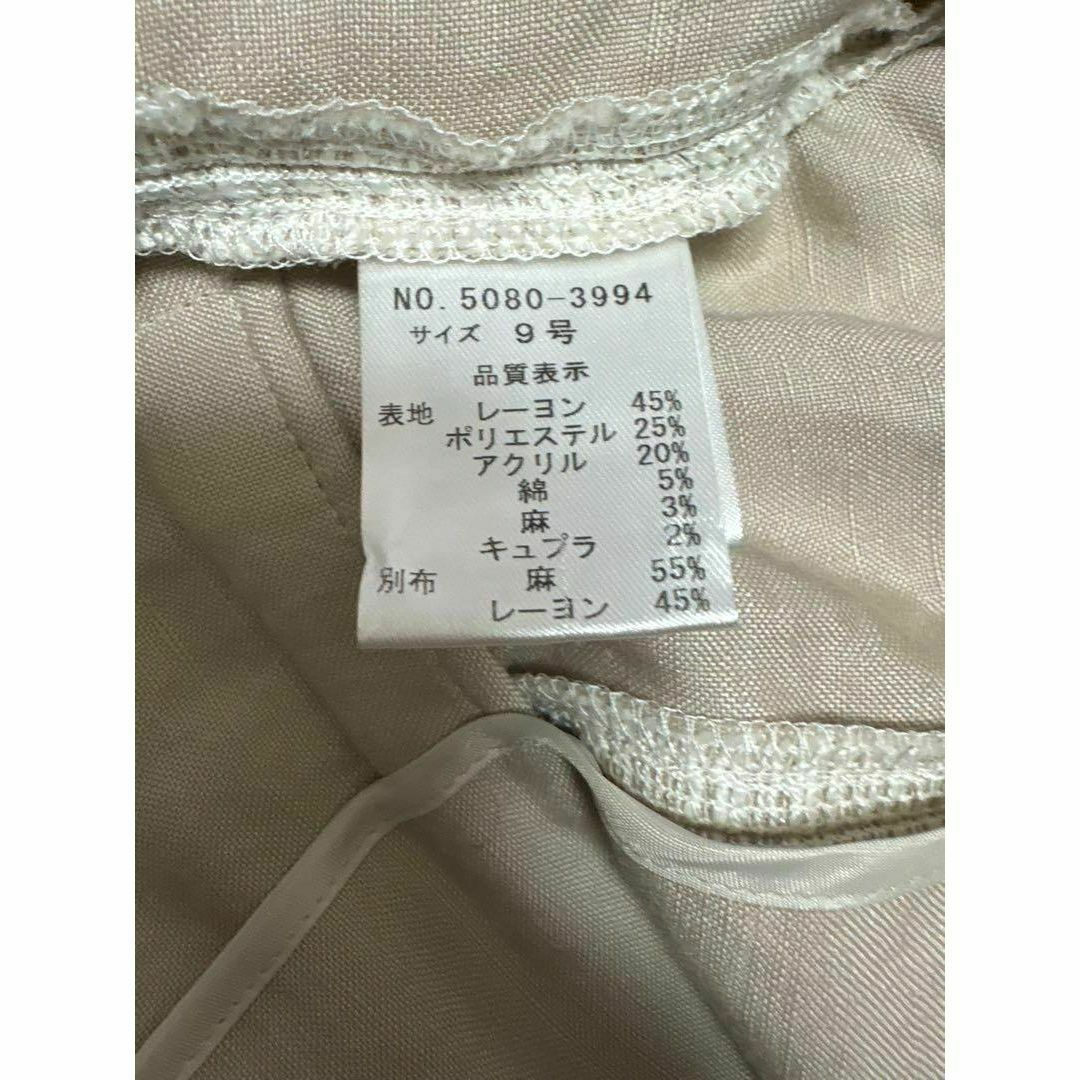 NO. 5080-3994
サイズ 9号
品質表示
表地 レーヨン 45%
ポリエステル 25%
アクリル 20%
綿 5%
麻 3%
キュプラ 2%
別布 麻 55%
レーヨン 45%